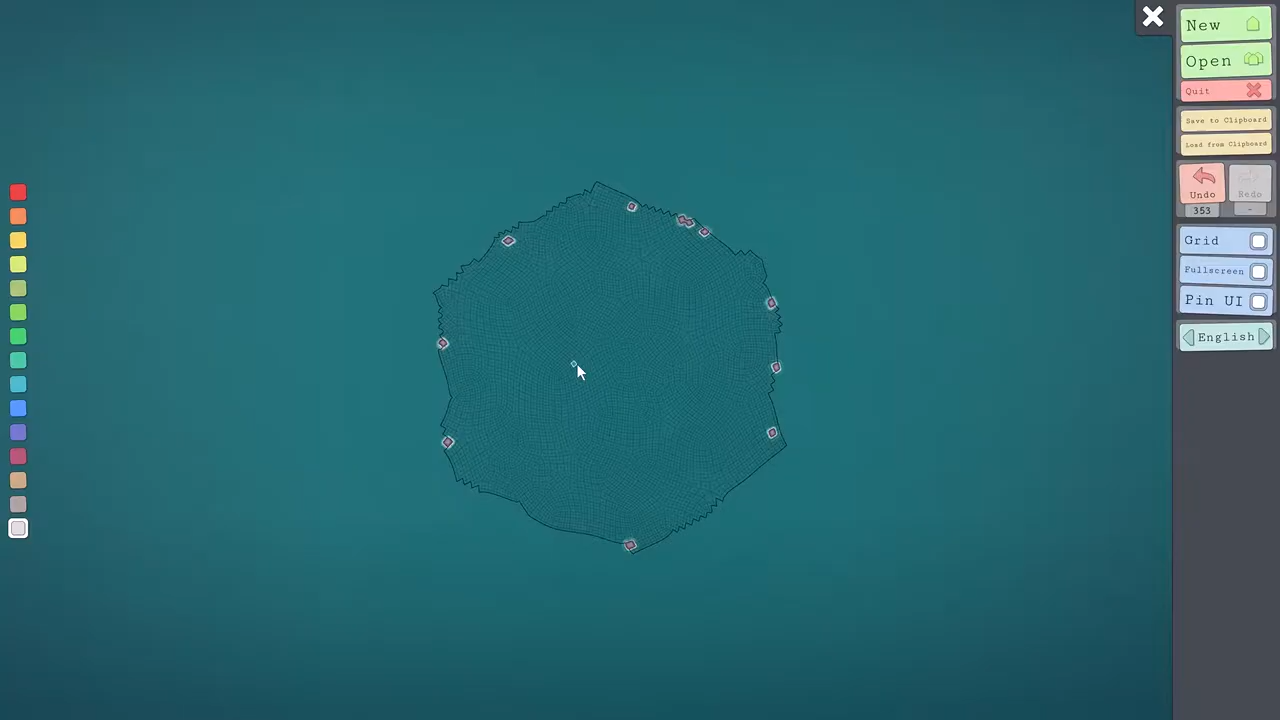 New
Open
Quit
Save to Clipboard
Load from Clipboard
Undo
Redo
353
-
Grid
Fullscreen
Pin UI
English